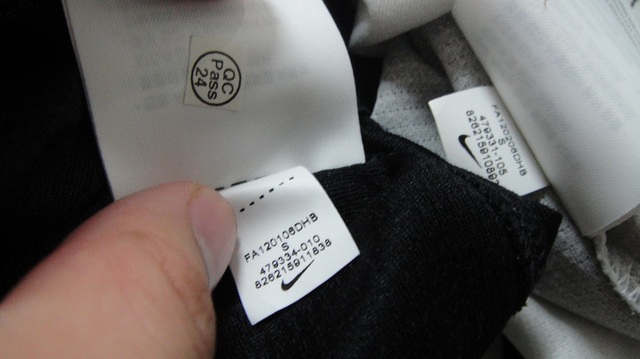 QC
Pass
24
FA120106DHB
S
479334-010
826215911838
FA120206DHB
S
479331-105